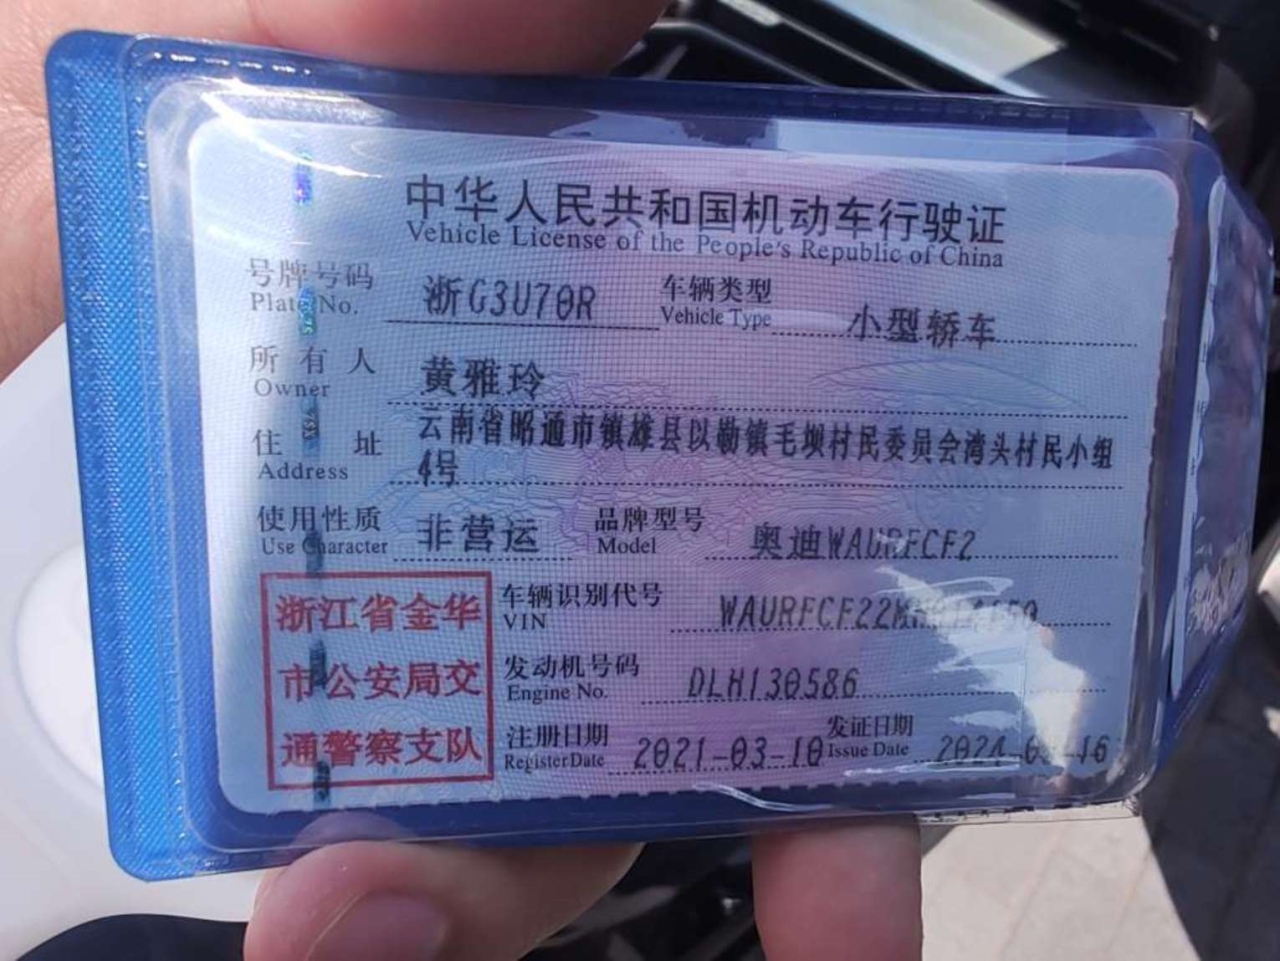 中华人民共和国机动车行驶证
Vehicle License of the People's Republic of China
号牌号码 浙G3U70R 车辆类型 小型轿车
Plate No. Vehicle Type
所有人 黄雅玲
Owner
住址 云南省昭通市镇雄县以勒镇毛坝村民委员会湾头村民小组
Address 4号
使用性质 非营运 品牌型号 奥迪WAURFCF2
Use Character Model
浙江省金华
市公安局交
通警察支队
车辆识别代号
VIN
发动机号码 DLH130586
Engine No.
注册日期 2021-03-10 发证日期
Register Date Issue Date